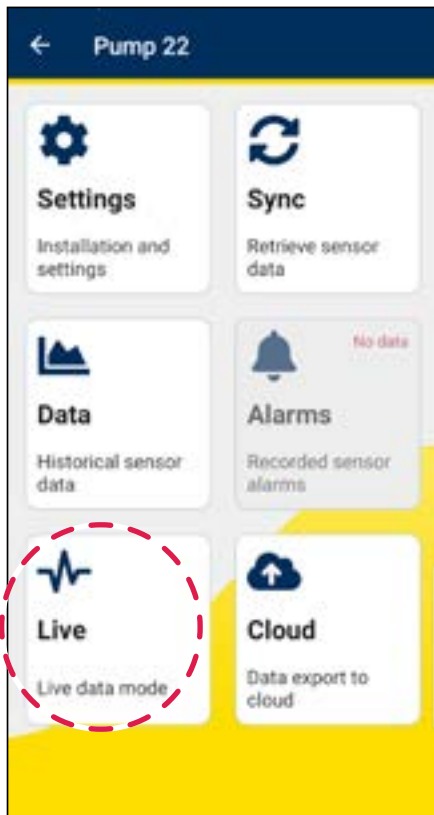 Pump 22
Settings
Installation and
settings
Sync
Retrieve sensor
data
Data
Historical sensor
data
No data
Alarms
Recorded sensor
alarms
Live
Live data mode
Cloud
Data export to
cloud